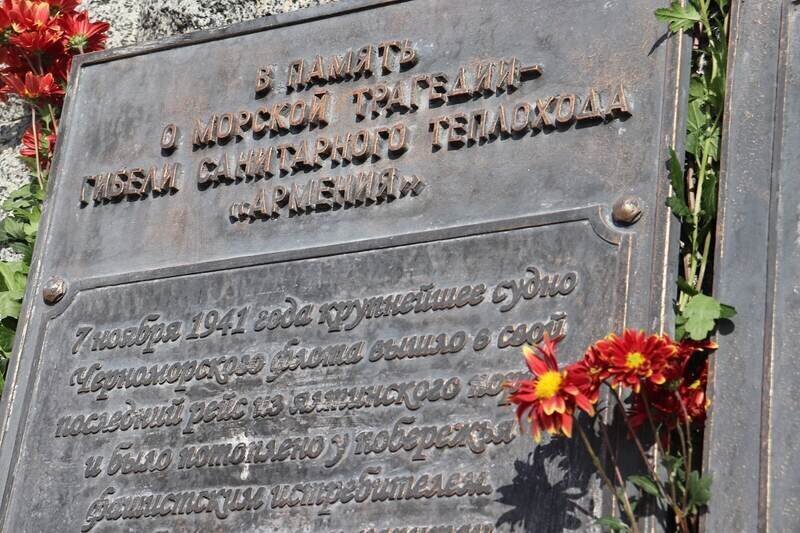 В ПАМЯТЬ
О МОРСКОЙ ТРАГЕДИИ–
ГИБЕЛИ САНИТАРНОГО ТЕПЛОХОДА
«АРМЕНИЯ»
7 ноября 1941 года крупнейшее судно
Черноморского флота вышло в свой
последний рейс из ялтинского
и было потоплено у побережья
фашистским истребителем.